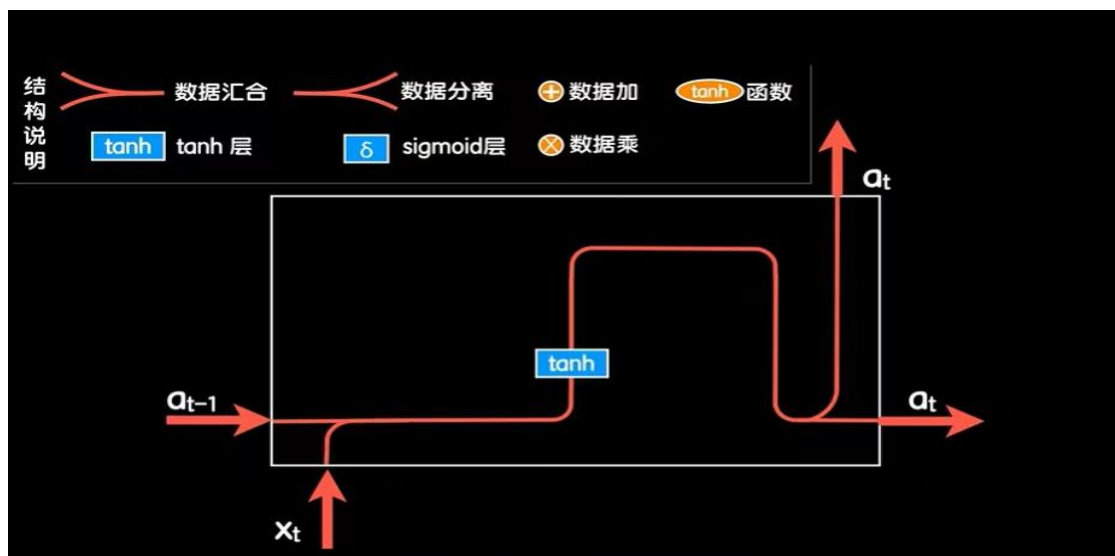 结构说明
数据汇合
数据分离
数据加
tanh 函数
tanh tanh 层
δ sigmoid层
数据乘
at
tanh
at-1
at
xt